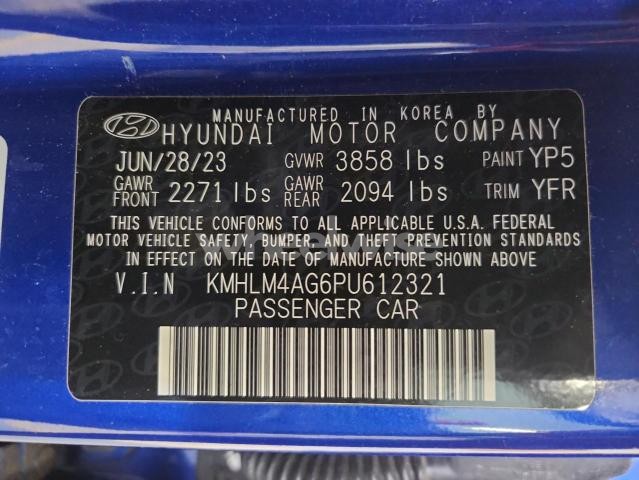 MANUFACTURED IN KOREA BY
HYUNDAI MOTOR COMPANY
JUN/28/23 GVWR 3858 lbs PAINT YP5
GAWR FRONT 2271 lbs GAWR REAR 2094 lbs TRIM YFR
THIS VEHICLE CONFORMS TO ALL APPLICABLE U.S.A. FEDERAL
MOTOR VEHICLE SAFETY, BUMPER, AND THEFT PREVENTION STANDARDS
IN EFFECT ON THE DATE OF MANUFACTURE SHOWN ABOVE
V.I.N KMHLM4AG6PU612321
PASSENGER CAR